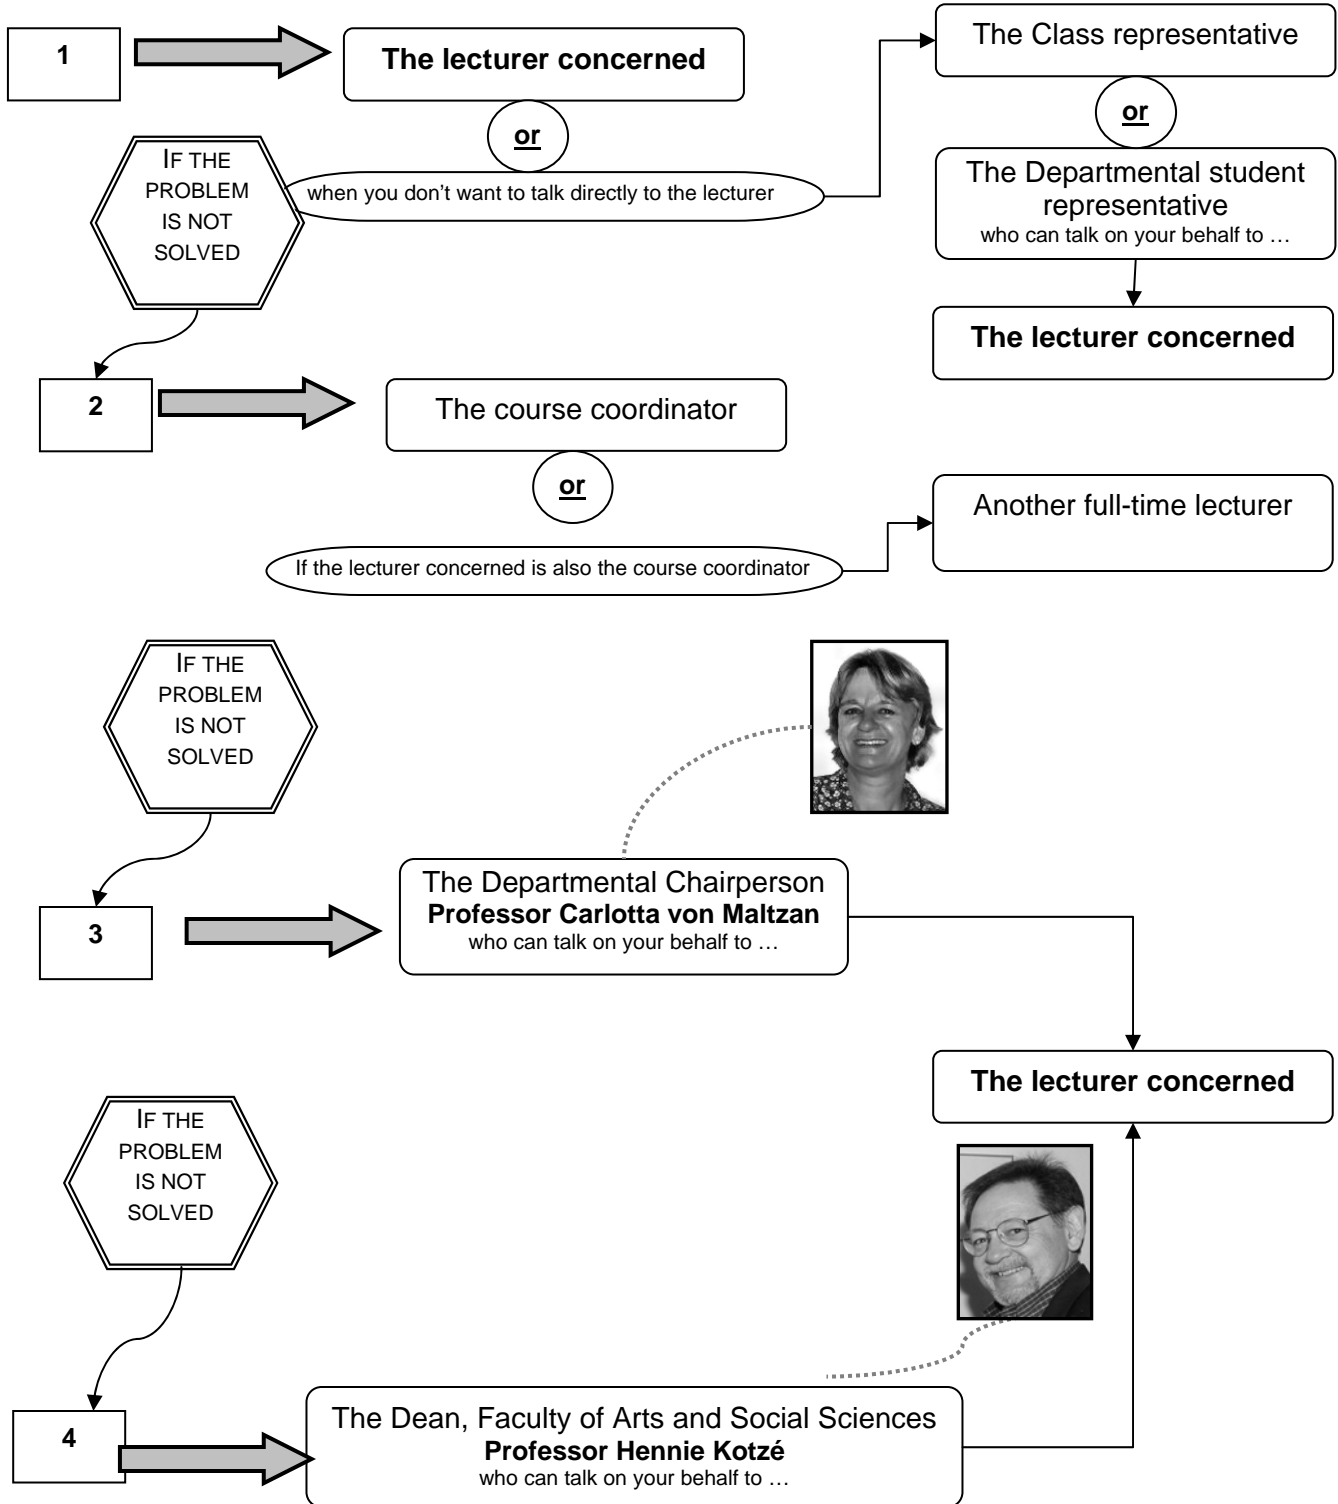 1
The lecturer concerned
or
when you don't want to talk directly to the lecturer
The Class representative
or
The Departmental student
representative
who can talk on your behalf to …
The lecturer concerned
IF THE
PROBLEM
IS NOT
SOLVED
2
The course coordinator
or
If the lecturer concerned is also the course coordinator
Another full-time lecturer
IF THE
PROBLEM
IS NOT
SOLVED
3
The Departmental Chairperson
Professor Carlotta von Maltzan
who can talk on your behalf to …
The lecturer concerned
IF THE
PROBLEM
IS NOT
SOLVED
4
The Dean, Faculty of Arts and Social Sciences
Professor Hennie Kotzé
who can talk on your behalf to …